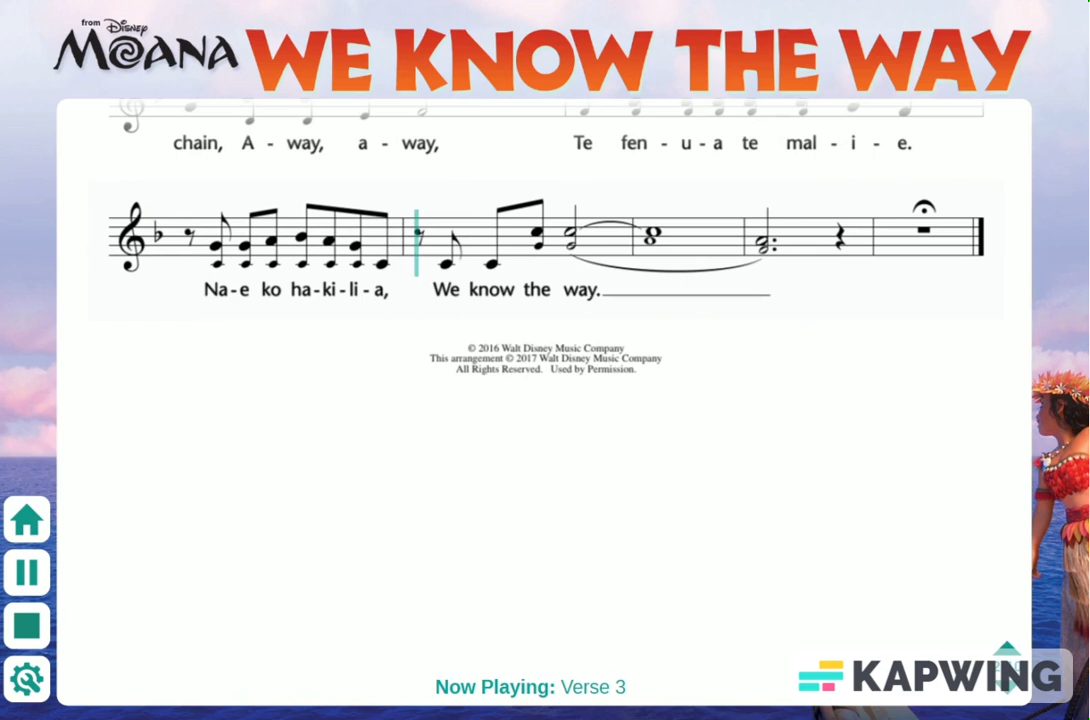 from Disney
MOANA WE KNOW THE WAY
chain, A - way, a - way, Te fen - u - a te mal - i - e.
Na - e ko ha - ki - li - a, We know the way.
© 2016 Walt Disney Music Company
This arrangement © 2017 Walt Disney Music Company
All Rights Reserved. Used by Permission.
Now Playing: Verse 3
KAPWING